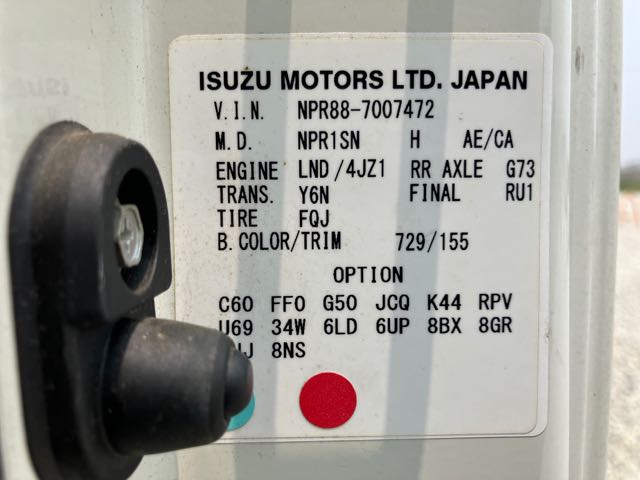 ISUZU MOTORS LTD. JAPAN
V.I.N. NPR88-7007472
M.D. NPR1SN H AE/CA
ENGINE LND/4JZ1 RR AXLE G73
TRANS. Y6N FINAL RU1
TIRE FQJ
B.COLOR/TRIM 729/155
OPTION
C60 FF0 G50 JCQ K44 RPV
U69 34W 6LD 6UP 8BX 8GR
8NS